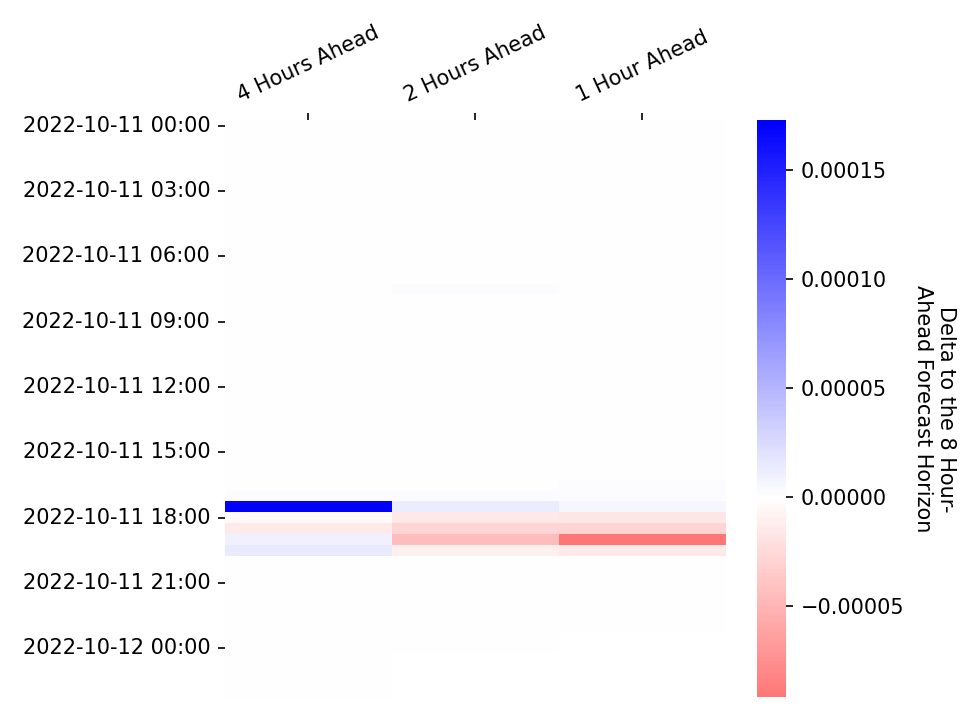 4 Hours Ahead
2 Hours Ahead
1 Hour Ahead
2022-10-11 00:00
2022-10-11 03:00
2022-10-11 06:00
2022-10-11 09:00
2022-10-11 12:00
2022-10-11 15:00
2022-10-11 18:00
2022-10-11 21:00
2022-10-12 00:00
0.00015
0.00010
0.00005
0.00000
−0.00005
Delta to the 8 Hour-
Ahead Forecast Horizon